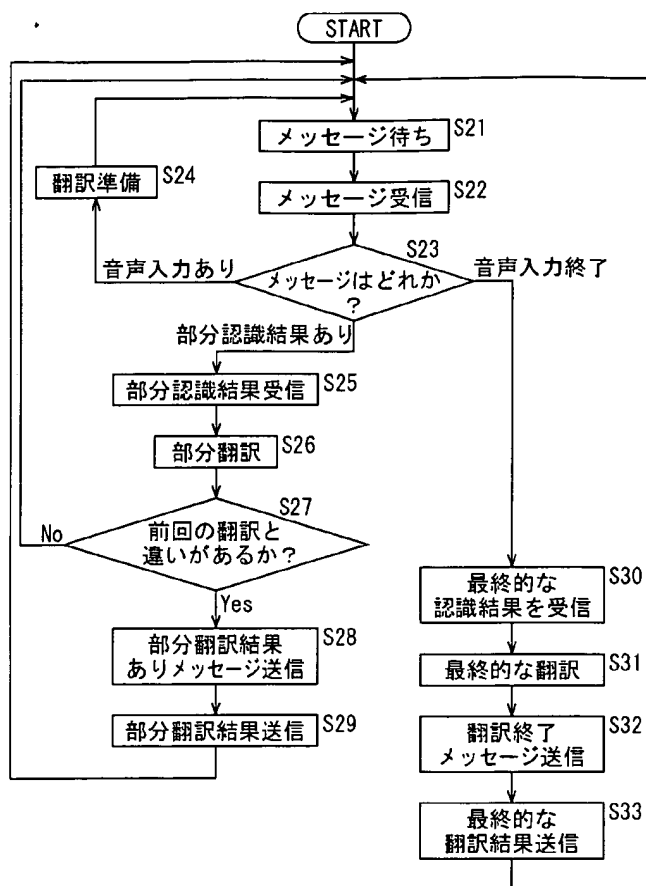 START
メッセージ待ち
S21
メッセージ受信
S22
翻訳準備
S24
S23
メッセージはどれか
?
音声入力あり
音声入力終了
部分認識結果あり
部分認識結果受信
S25
部分翻訳
S26
S27
前回の翻訳と
違いがあるか?
No
Yes
部分翻訳結果
ありメッセージ送信
S28
部分翻訳結果送信
S29
最終的な
認識結果を受信
S30
最終的な翻訳
S31
翻訳終了
メッセージ送信
S32
最終的な
翻訳結果送信
S33